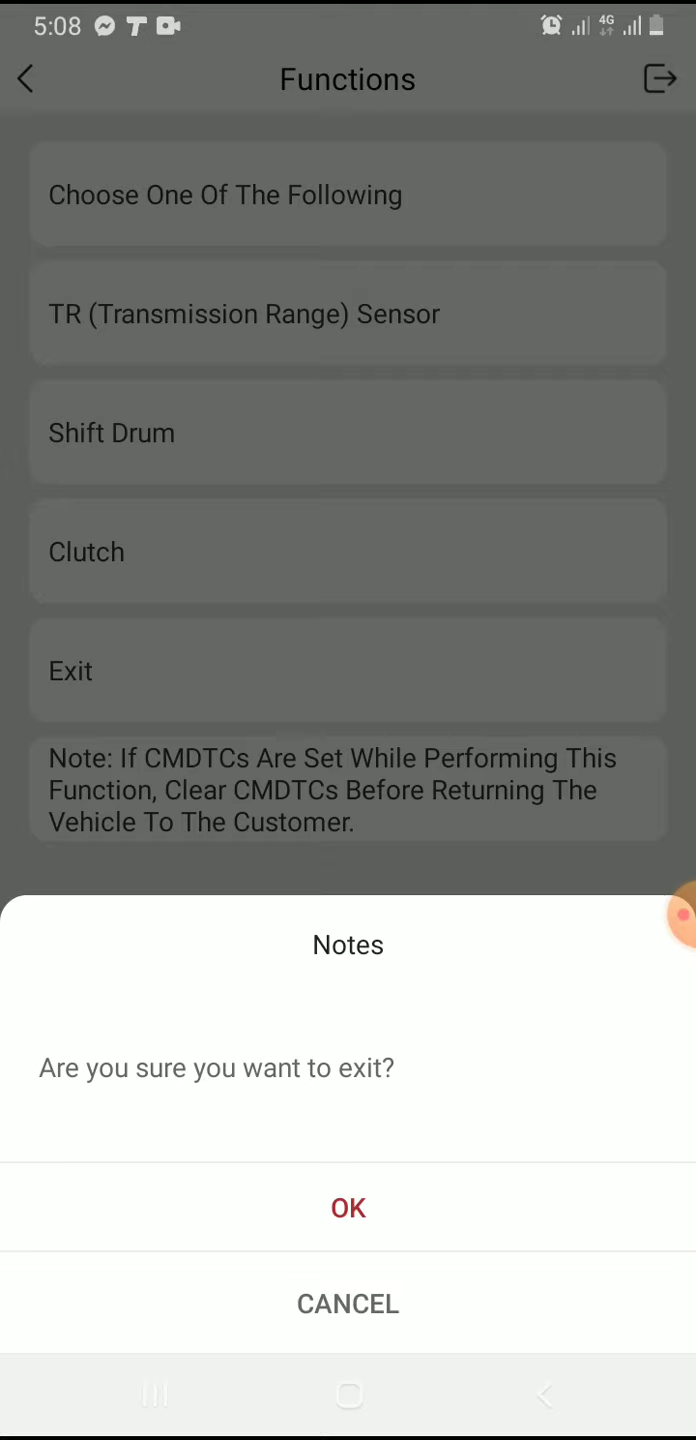 5:08
4G
Functions
Choose One Of The Following
TR (Transmission Range) Sensor
Shift Drum
Clutch
Exit
Note: If CMDTCs Are Set While Performing This
Function, Clear CMDTCs Before Returning The
Vehicle To The Customer.
Notes
Are you sure you want to exit?
OK
CANCEL